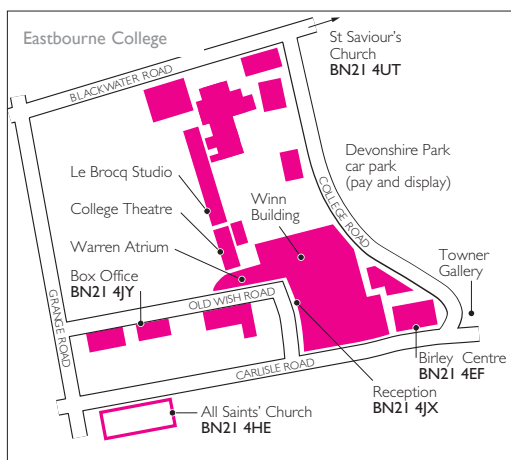 Eastbourne College
St Saviour's
Church
BN21 4UT
BLACKWATER ROAD
Devonshire Park
car park
(pay and display)
Le Brocq Studio
College Theatre
Winn
Building
COLLEGE ROAD
Warren Atrium
Towner
Gallery
Box Office
BN21 4JY
OLD WISH ROAD
GRANGE ROAD
CARLISLE ROAD
Birley Centre
BN21 4EF
Reception
BN21 4JX
All Saints' Church
BN21 4HE